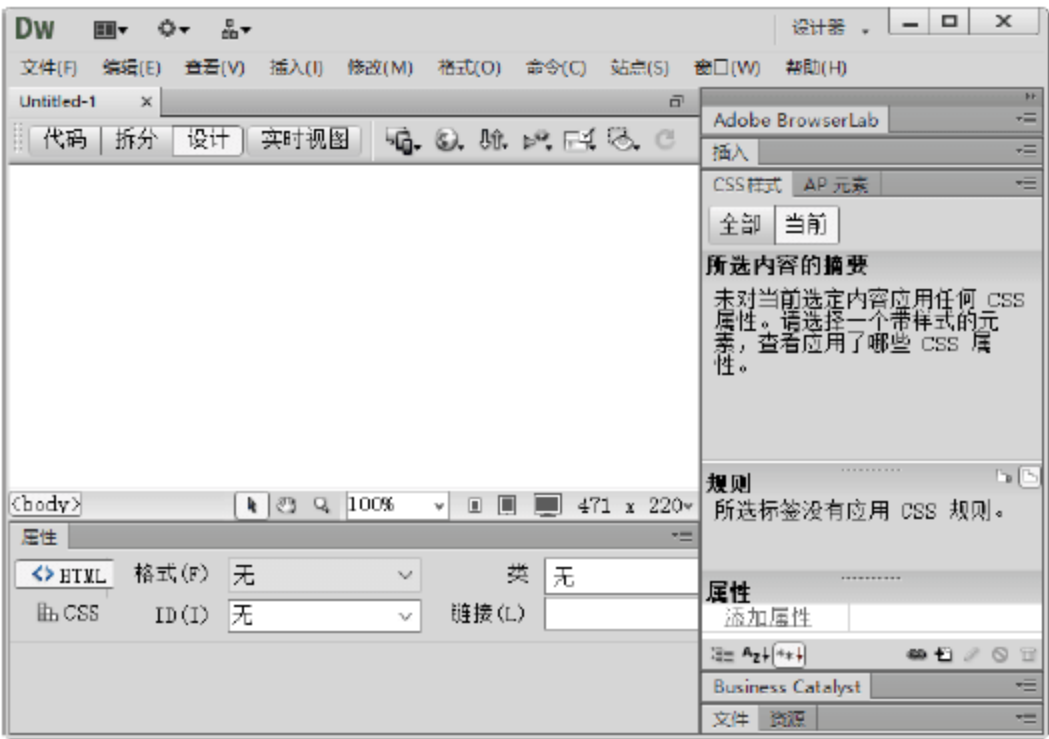 Dw 设计器
文件(F) 编辑(E) 查看(V) 插入(I) 修改(M) 格式(O) 命令(C) 站点(S) 窗口(W) 帮助(H)
Untitled-1
代码 拆分 设计 实时视图
<body> 100% 471 x 220
属性
HTML 格式(F) 无 类 无
CSS ID(I) 无 链接(L)
Adobe BrowserLab
插入
CSS样式 AP 元素
全部 当前
所选内容的摘要
未对当前选定内容应用任何 CSS
属性。请选择一个带样式的元
素，查看应用了哪些 CSS 属
性。
规则
所选标签没有应用 CSS 规则。
属性
添加属性
Az
Business Catalyst
文件 资源